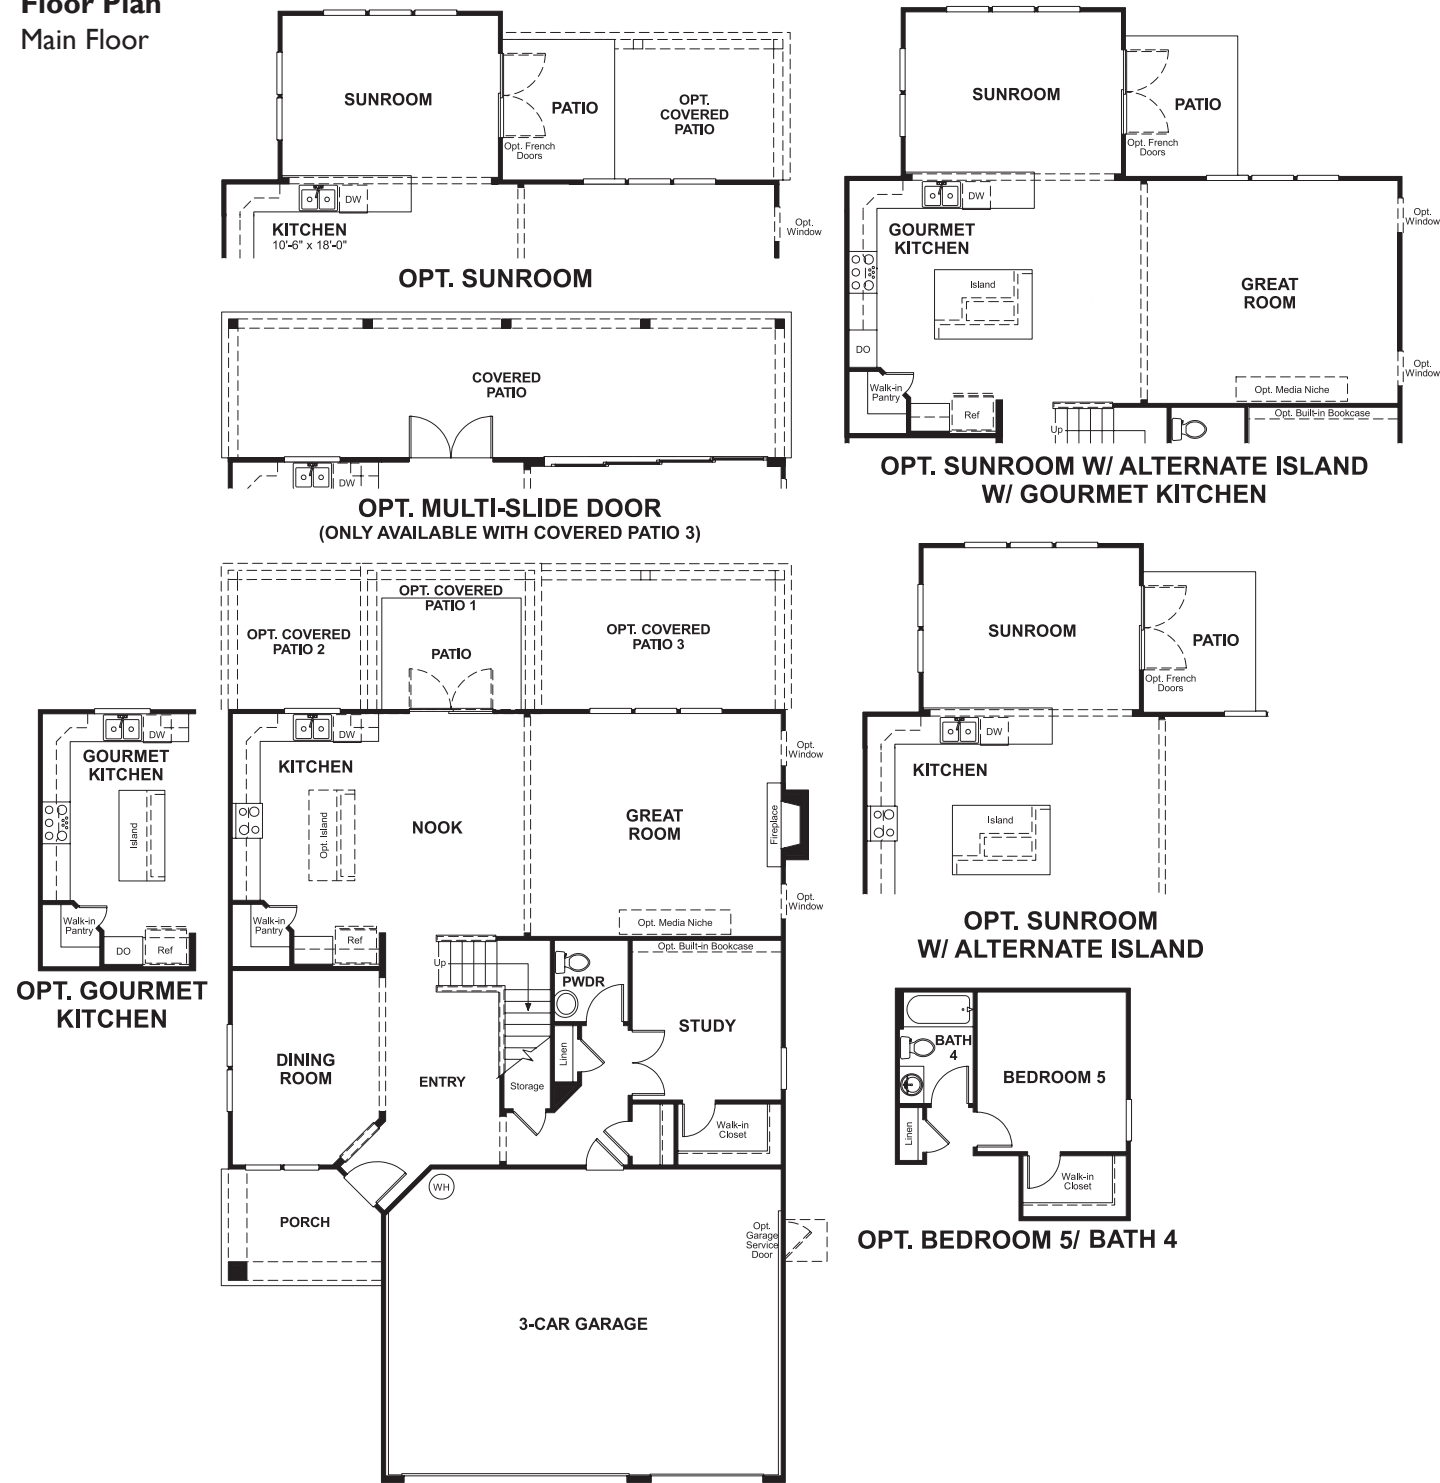 Floor Plan
Main Floor
SUNROOM
PATIO
OPT.
COVERED
PATIO
Opt. French
Doors
DW
KITCHEN
10'-6" x 18'-0"
Opt.
Window
OPT. SUNROOM
SUNROOM
PATIO
Opt. French
Doors
DW
GOURMET
KITCHEN
Island
GREAT
ROOM
Opt.
Window
Opt.
Window
DO
Walk-in
Pantry
Ref
Opt. Media Niche
Opt. Built-in Bookcase
Up
OPT. SUNROOM W/ ALTERNATE ISLAND
W/ GOURMET KITCHEN
COVERED
PATIO
DW
OPT. MULTI-SLIDE DOOR
(ONLY AVAILABLE WITH COVERED PATIO 3)
SUNROOM
PATIO
Opt. French
Doors
DW
KITCHEN
Island
OPT. SUNROOM
W/ ALTERNATE ISLAND
DW
GOURMET
KITCHEN
Island
Walk-in
Pantry
DO
Ref
OPT. GOURMET
KITCHEN
OPT. COVERED
PATIO 1
OPT. COVERED
PATIO 2
PATIO
OPT. COVERED
PATIO 3
DW
KITCHEN
Opt. Island
NOOK
GREAT
ROOM
Opt.
Window
Fireplace
Opt.
Window
Walk-in
Pantry
Ref
Opt. Media Niche
Opt. Built-in Bookcase
Up
PWDR
STUDY
DINING
ROOM
ENTRY
Linen
Storage
Walk-in
Closet
WH
PORCH
Opt.
Garage
Service
Door
3-CAR GARAGE
BATH
4
BEDROOM 5
Linen
Walk-in
Closet
OPT. BEDROOM 5/ BATH 4